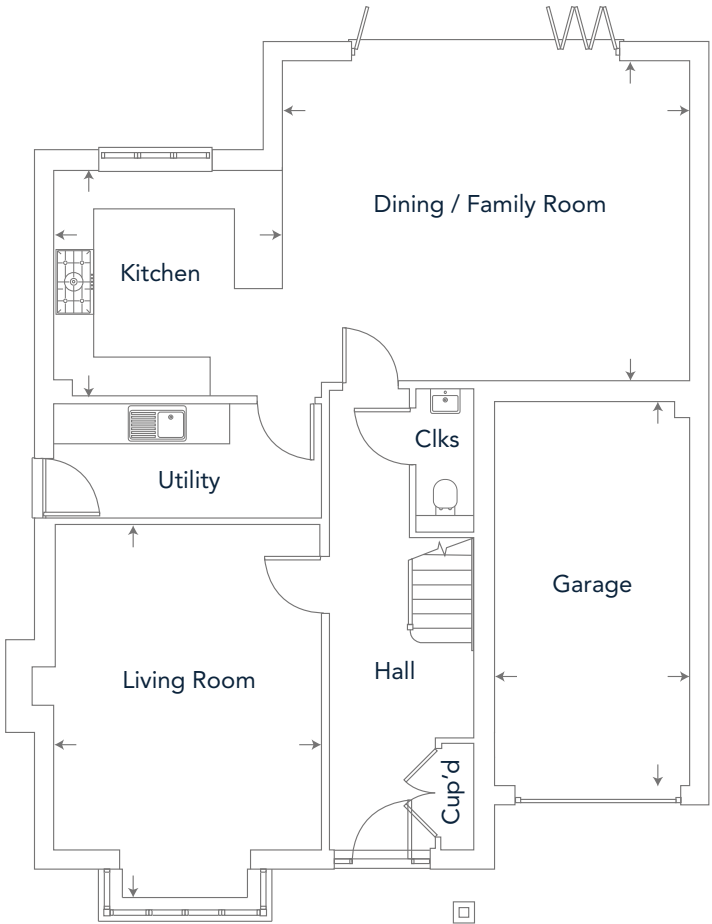 Dining / Family Room
Kitchen
Clks
Utility
Garage
Living Room
Hall
Cup'd